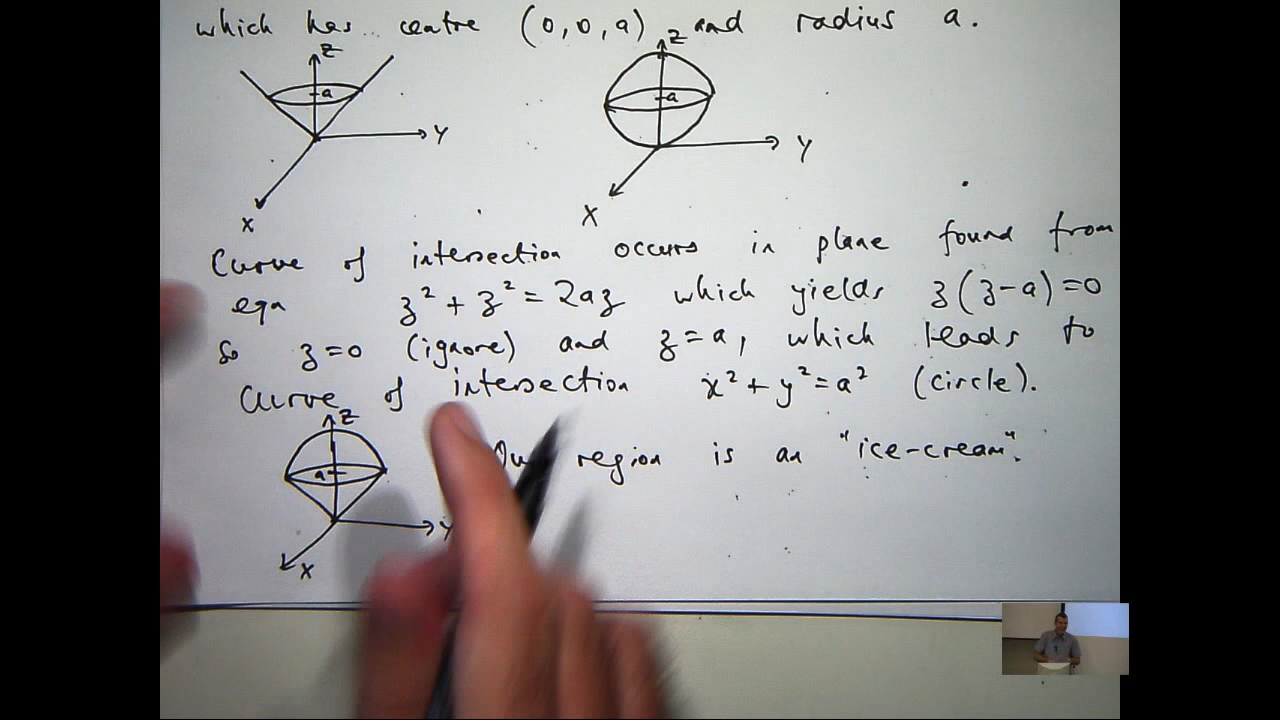 which has centre (0,0,a) and radius a.
z
a
y
x
z
a
y
x
Curve of intersection occurs in plane found from
eqn z² + z² = 2az which yields z(z-a)=0
so z=0 (ignore) and z=a, which leads to
curve of intersection x² + y² = a² (circle).
z
a
y
x
region is an "ice-cream".